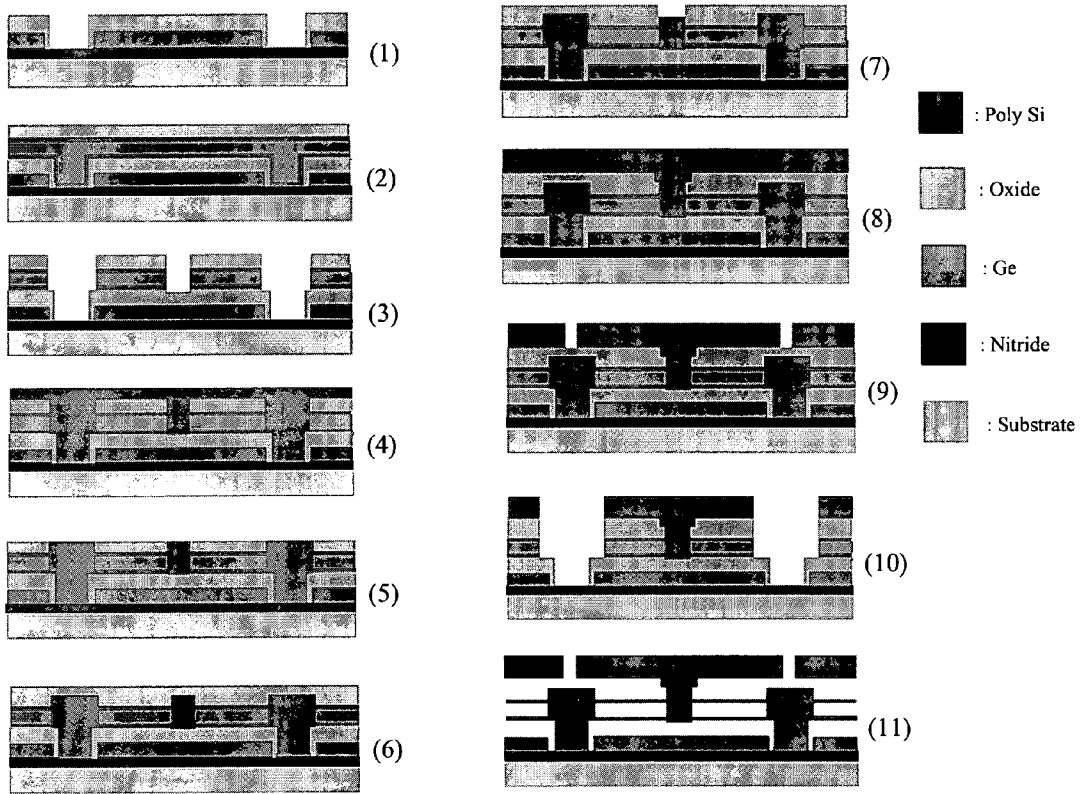 (1)
(2)
(3)
(4)
(5)
(6)
(7)
(8)
(9)
(10)
(11)
: Poly Si
: Oxide
: Ge
: Nitride
: Substrate